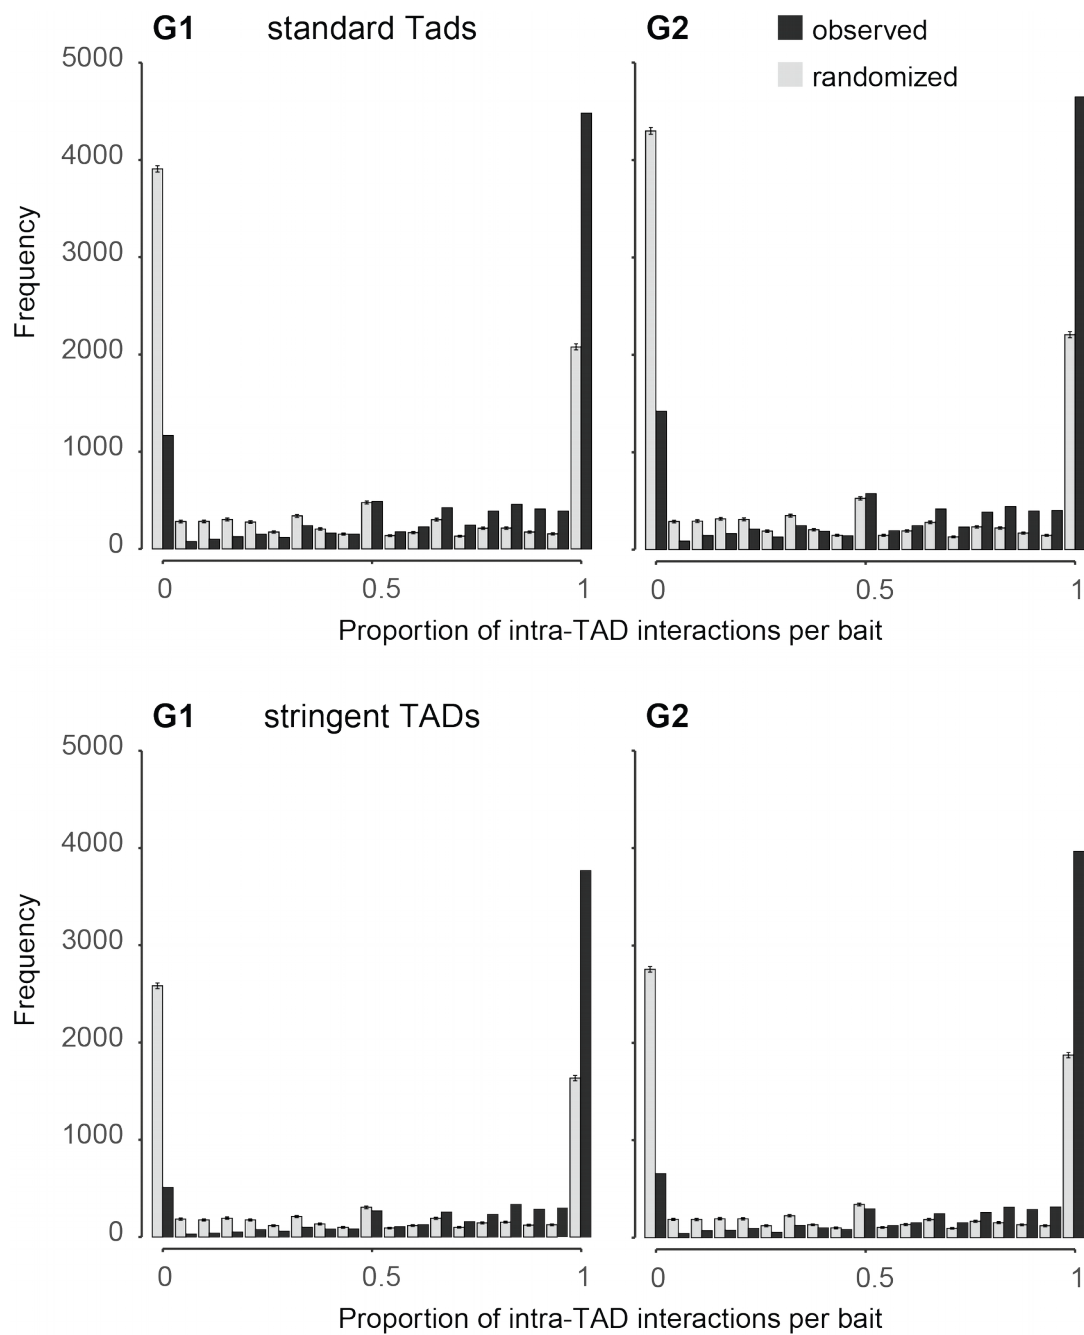 G1 standard Tads G2 observed
randomized
5000
4000
3000
2000
1000
0
Frequency
0 0.5 1 0 0.5 1
Proportion of intra-TAD interactions per bait
G1 stringent TADs G2
5000
4000
3000
2000
1000
0
Frequency
0 0.5 1 0 0.5 1
Proportion of intra-TAD interactions per bait